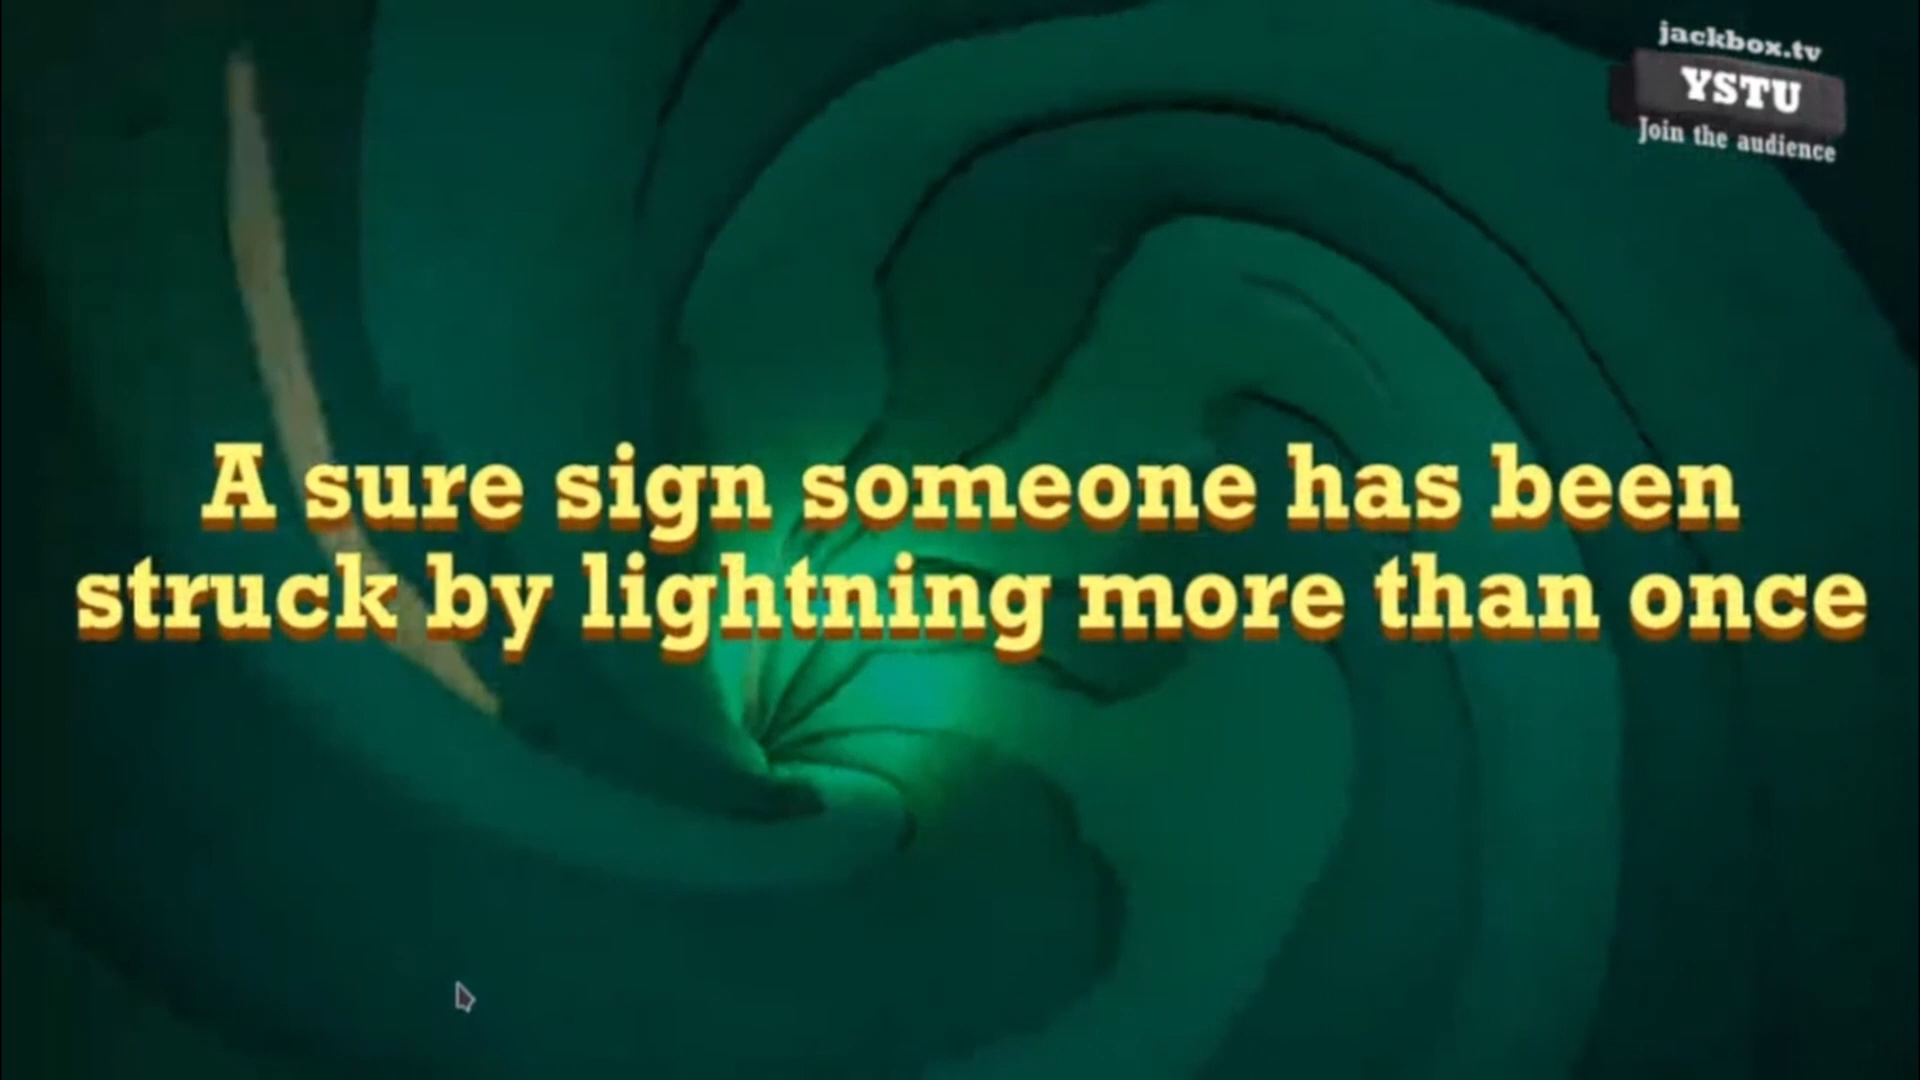 jackbox.tv
YSTU
Join the audience
A sure sign someone has been
struck by lightning more than once